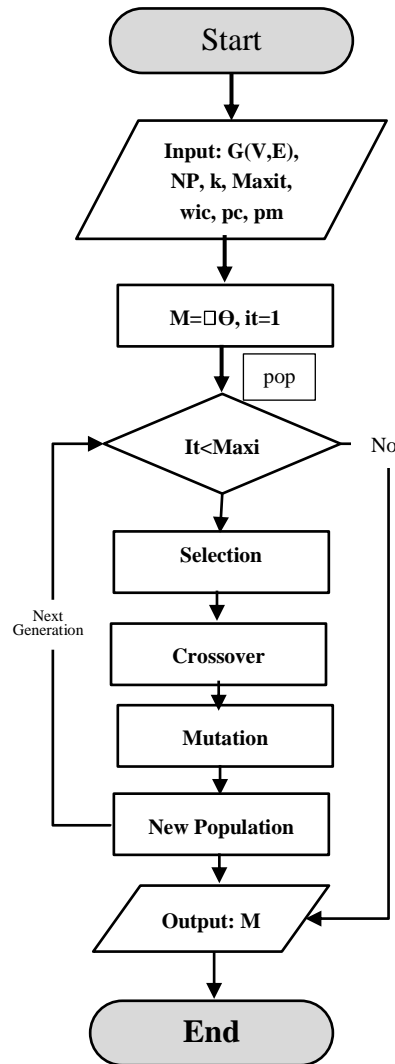 Start
Input: G(V,E),
NP, k, Maxit,
wic, pc, pm
M=□Ө, it=1
pop
It<Maxi
No
Selection
Next
Generation
Crossover
Mutation
New Population
Output: M
End